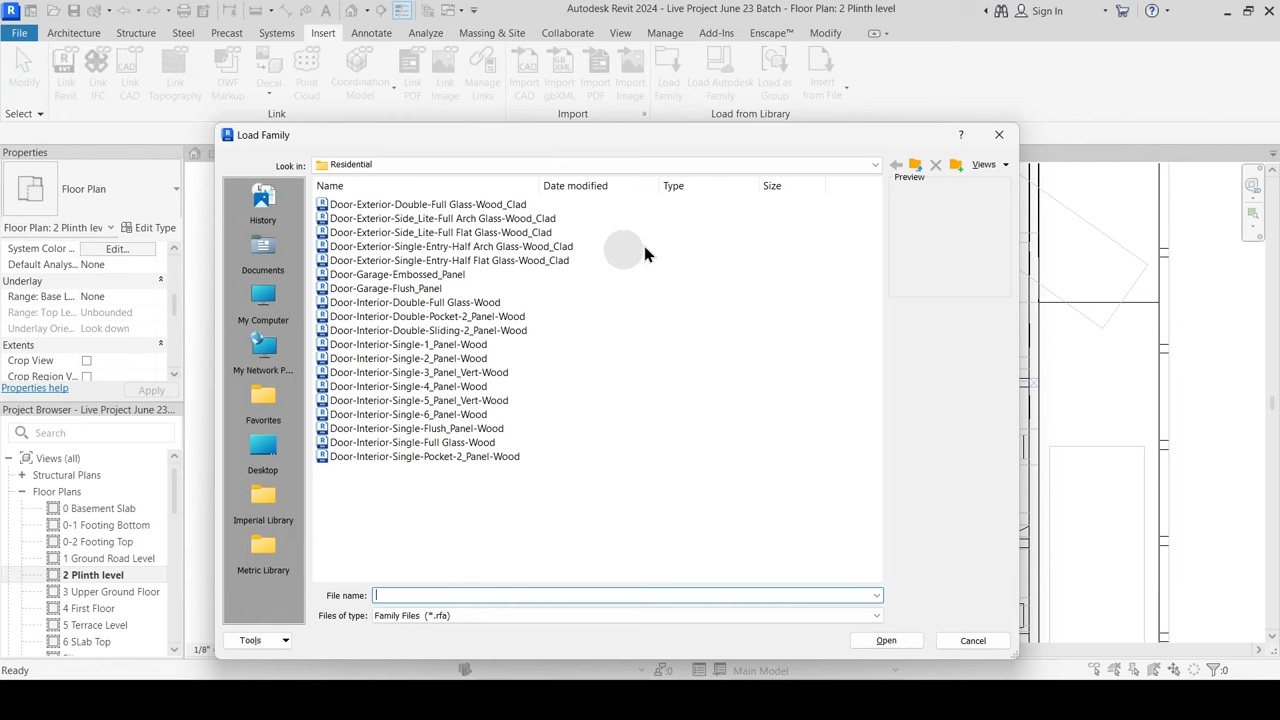 Autodesk Revit 2024 - Live Project June 23 Batch - Floor Plan: 2 Plinth level
Sign In
File Architecture Structure Steel Precast Systems Insert Annotate Analyze Massing & Site Collaborate View Manage Add-Ins Enscape™ Modify
Modify
Link Revit
Link IFC
Link CAD
Link Topography
DWF Markup
Decal
Point Cloud
Coordination Model
Link PDF
Link Image
Manage Links
Import CAD
Import gbXML
Import PDF
Import Image
Load Family
Load Autodesk Family
Load as Group
Insert from File
Select
Link
Import
Load from Library
Properties
Floor Plan
Floor Plan: 2 Plinth lev
Edit Type
System Color ... Edit...
Default Analys... None
Underlay
Range: Base L... None
Range: Top Le... Unbounded
Underlay Orie... Look down
Extents
Crop View
Crop Region V...
Properties help
Apply
Project Browser - Live Project June 23...
Search
Views (all)
Structural Plans
Floor Plans
0 Basement Slab
0-1 Footing Bottom
0-2 Footing Top
1 Ground Road Level
2 Plinth level
3 Upper Ground Floor
4 First Floor
5 Terrace Level
6 SLab Top
Load Family
Look in: Residential
Views
Name Date modified Type Size
Preview
History
Documents
My Computer
My Network P...
Favorites
Desktop
Imperial Library
Metric Library
Door-Exterior-Double-Full Glass-Wood_Clad
Door-Exterior-Side_Lite-Full Arch Glass-Wood_Clad
Door-Exterior-Side_Lite-Full Flat Glass-Wood_Clad
Door-Exterior-Single-Entry-Half Arch Glass-Wood_Clad
Door-Exterior-Single-Entry-Half Flat Glass-Wood_Clad
Door-Garage-Embossed_Panel
Door-Garage-Flush_Panel
Door-Interior-Double-Full Glass-Wood
Door-Interior-Double-Pocket-2_Panel-Wood
Door-Interior-Double-Sliding-2_Panel-Wood
Door-Interior-Single-1_Panel-Wood
Door-Interior-Single-2_Panel-Wood
Door-Interior-Single-3_Panel_Vert-Wood
Door-Interior-Single-4_Panel-Wood
Door-Interior-Single-5_Panel_Vert-Wood
Door-Interior-Single-6_Panel-Wood
Door-Interior-Single-Flush_Panel-Wood
Door-Interior-Single-Full Glass-Wood
Door-Interior-Single-Pocket-2_Panel-Wood
File name:
Files of type: Family Files (*.rfa)
Tools
Open
Cancel
1/8"
Ready
:0
Main Model
:0